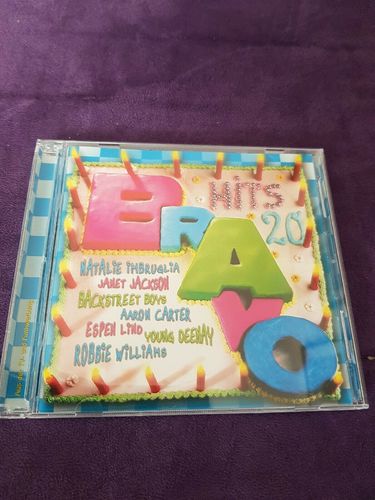 HITS
20
BRAVO
NATALIE IMBRUGLIA
JANET JACKSON
BACKSTREET BOYS
AARON CARTER
ESPEN LIND YOUNG DEENAY
ROBBIE WILLIAMS